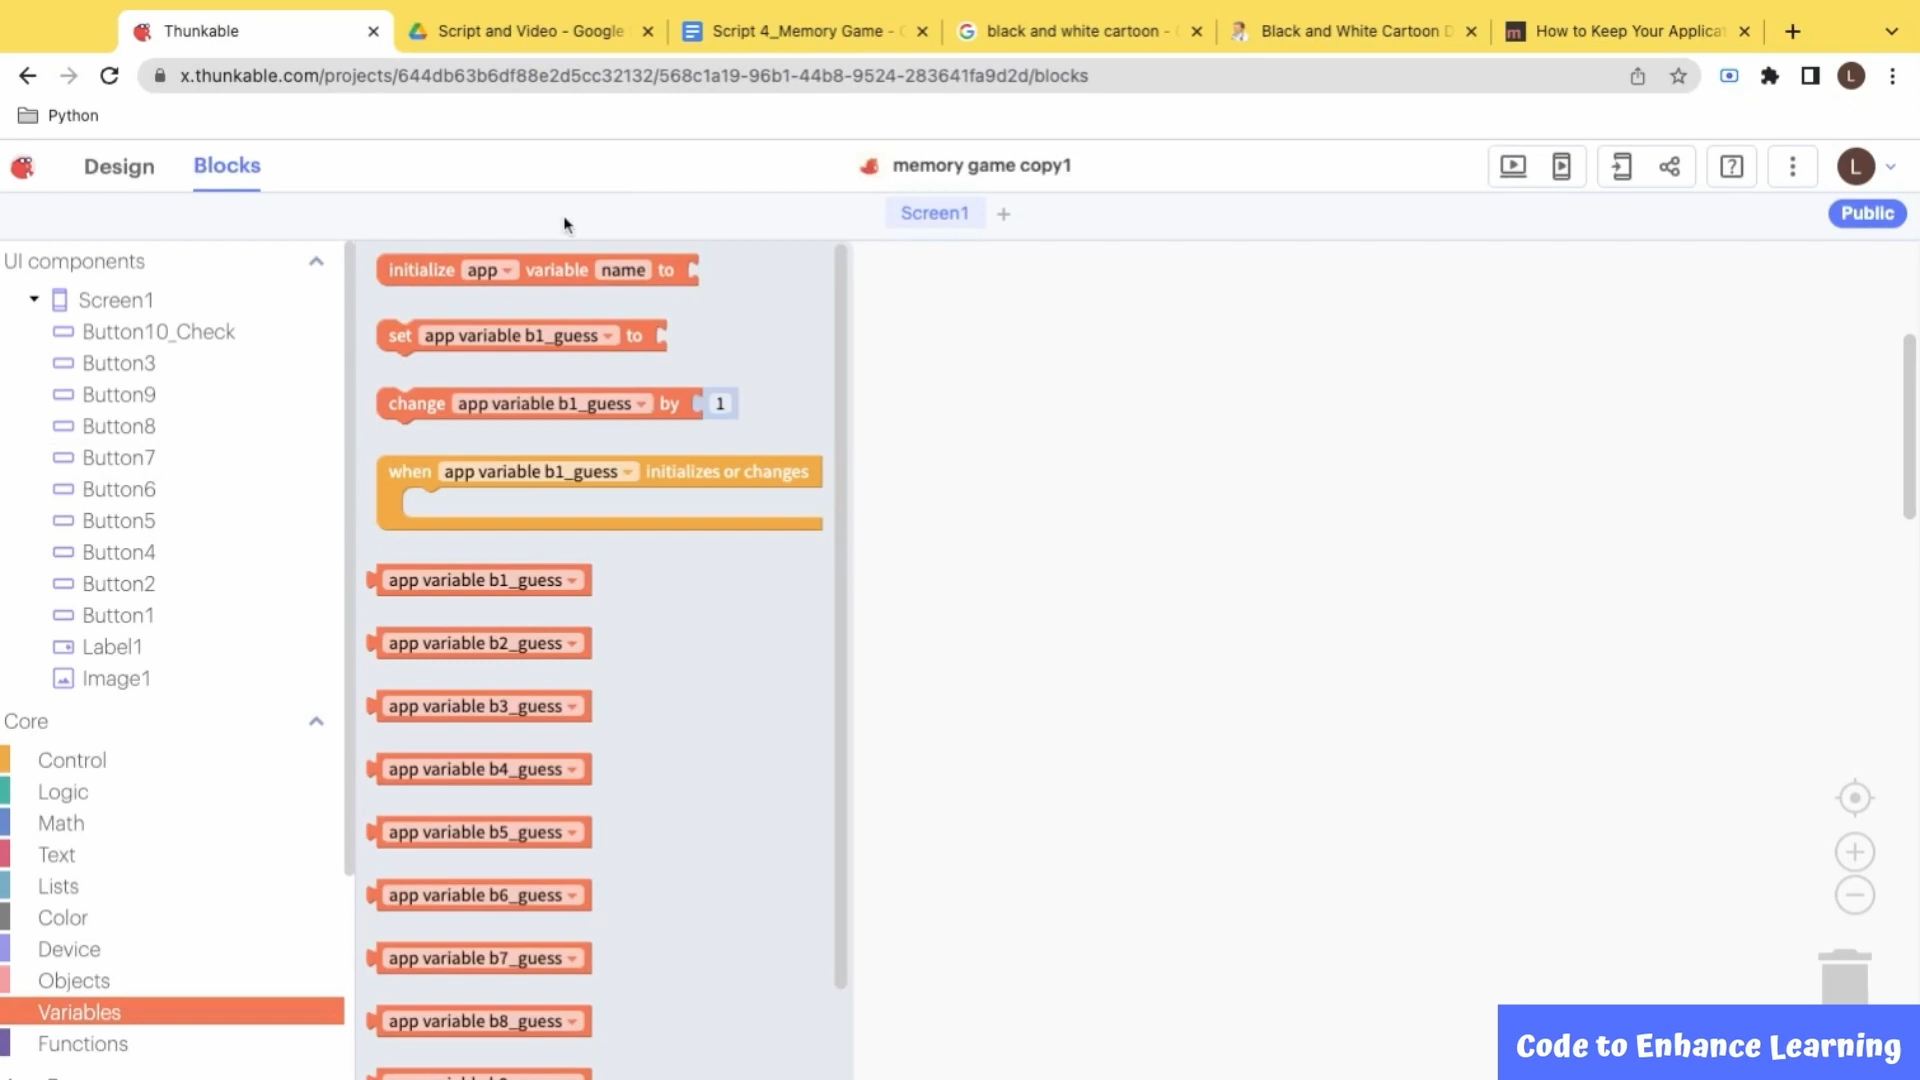 Thunkable
Script and Video - Google
Script 4_Memory Game -
black and white cartoon -
Black and White Cartoon
How to Keep Your Applica
x.thunkable.com/projects/644db63b6df88e2d5cc32132/568c1a19-96b1-44b8-9524-283641fa9d2d/blocks
L
Python
Design
Blocks
memory game copy1
L
Screen1
Public
UI components
Screen1
Button10_Check
Button3
Button9
Button8
Button7
Button6
Button5
Button4
Button2
Button1
Label1
Image1
Core
Control
Logic
Math
Text
Lists
Color
Device
Objects
Variables
Functions
initialize app variable name to
set app variable b1_guess to
change app variable b1_guess by 1
when app variable b1_guess initializes or changes
app variable b1_guess
app variable b2_guess
app variable b3_guess
app variable b4_guess
app variable b5_guess
app variable b6_guess
app variable b7_guess
app variable b8_guess
Code to Enhance Learning